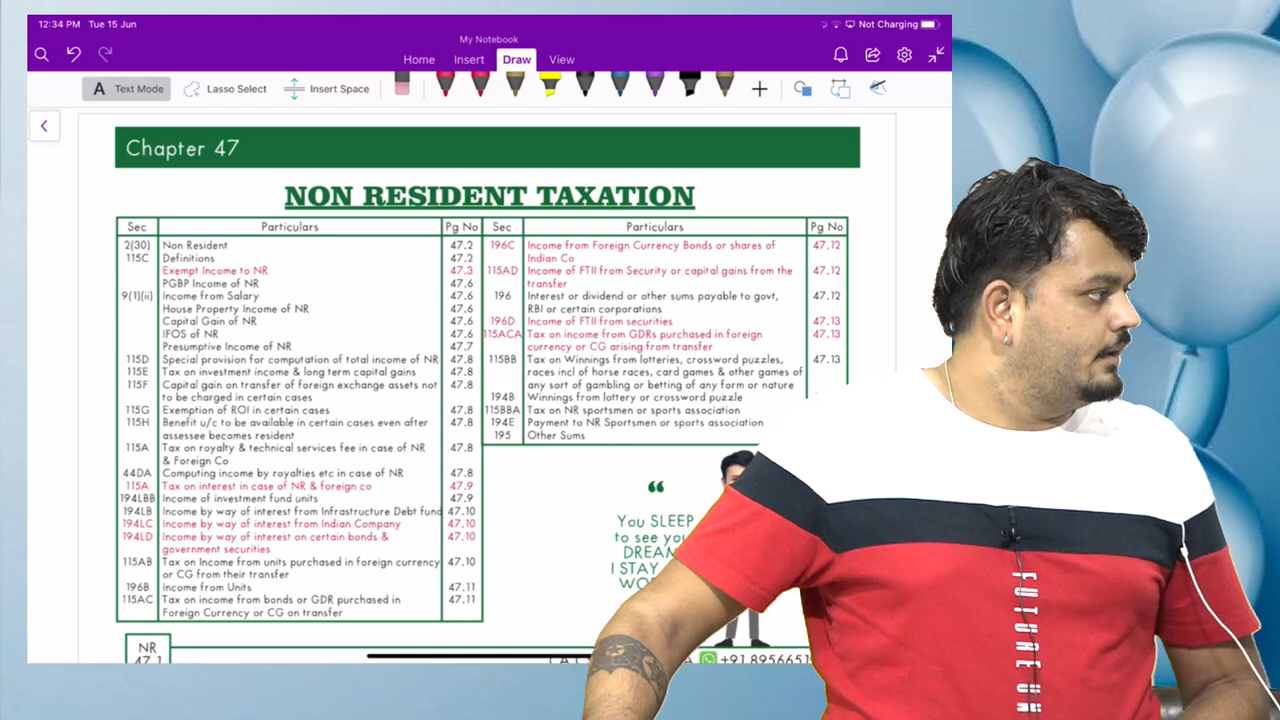 12:34 PM Tue 15 Jun
Not Charging
My Notebook
Home Insert Draw View
Text Mode Lasso Select Insert Space
Chapter 47
NON RESIDENT TAXATION
Sec Particulars Pg No
2(30) Non Resident 47.2
115C Definitions 47.2
Exempt Income to NR 47.3
PGBP Income of NR 47.6
9(1)(ii) Income from Salary 47.6
House Property Income of NR 47.6
Capital Gain of NR 47.6
IFOS of NR 47.6
Presumptive Income of NR 47.7
115D Special provision for computation of total income of NR 47.8
115E Tax on investment income & long term capital gains 47.8
115F Capital gain on transfer of foreign exchange assets not 47.8
to be charged in certain cases
115G Exemption of ROI in certain cases 47.8
115H Benefit u/c to be available in certain cases even after 47.8
assessee becomes resident
115A Tax on royalty & technical services fee in case of NR 47.8
& Foreign Co
44DA Computing income by royalties etc in case of NR 47.8
115A Tax on interest in case of NR & foreign co 47.9
194LBB Income of investment fund units 47.9
194LB Income by way of interest from Infrastructure Debt fund 47.10
194LC Income by way of interest from Indian Company 47.10
194LD Income by way of interest on certain bonds & 47.10
government securities
115AB Tax on Income from units purchased in foreign currency 47.10
or CG from their transfer
196B Income from Units 47.11
115AC Tax on income from bonds or GDR purchased in 47.11
Foreign Currency or CG on transfer
Sec Particulars Pg No
196C Income from Foreign Currency Bonds or shares of 47.12
Indian Co
115AD Income of FTII from Security or capital gains from the 47.12
transfer
196 Interest or dividend or other sums payable to govt, 47.12
RBI or certain corporations
196D Income of FTII from securities 47.13
115ACA Tax on income from GDRs purchased in foreign 47.13
currency or CG arising from transfer
115BB Tax on Winnings from lotteries, crossword puzzles, 47.13
races incl of horse races, card games & other games of
any sort of gambling or betting of any form or nature
194B Winnings from lottery or crossword puzzle
115BBA Tax on NR sportsmen or sports association
194E Payment to NR Sportsmen or sports association
195 Other Sums
“
You SLEEP
to see you
DREAM
I STAY
WO
NR
47.1
+91 8956651
FUTURE